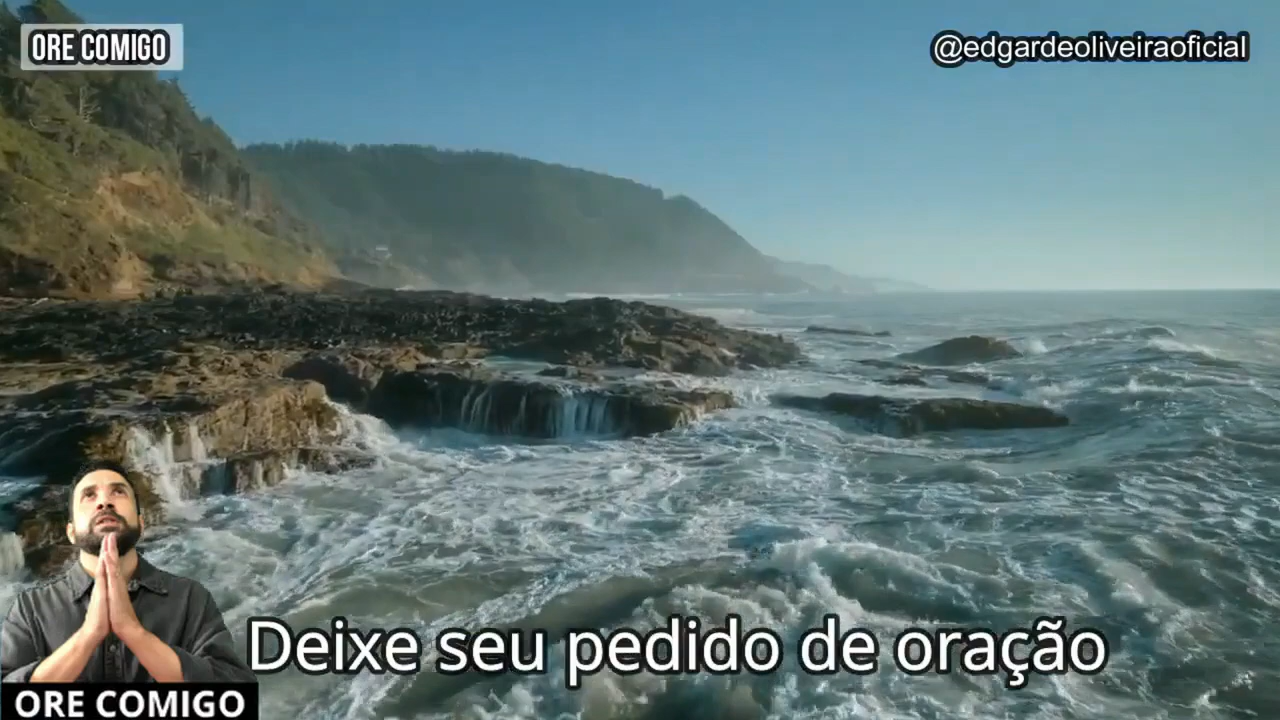 ORE COMIGO
@edgardeoliveiraoficial
Deixe seu pedido de oração
ORE COMIGO